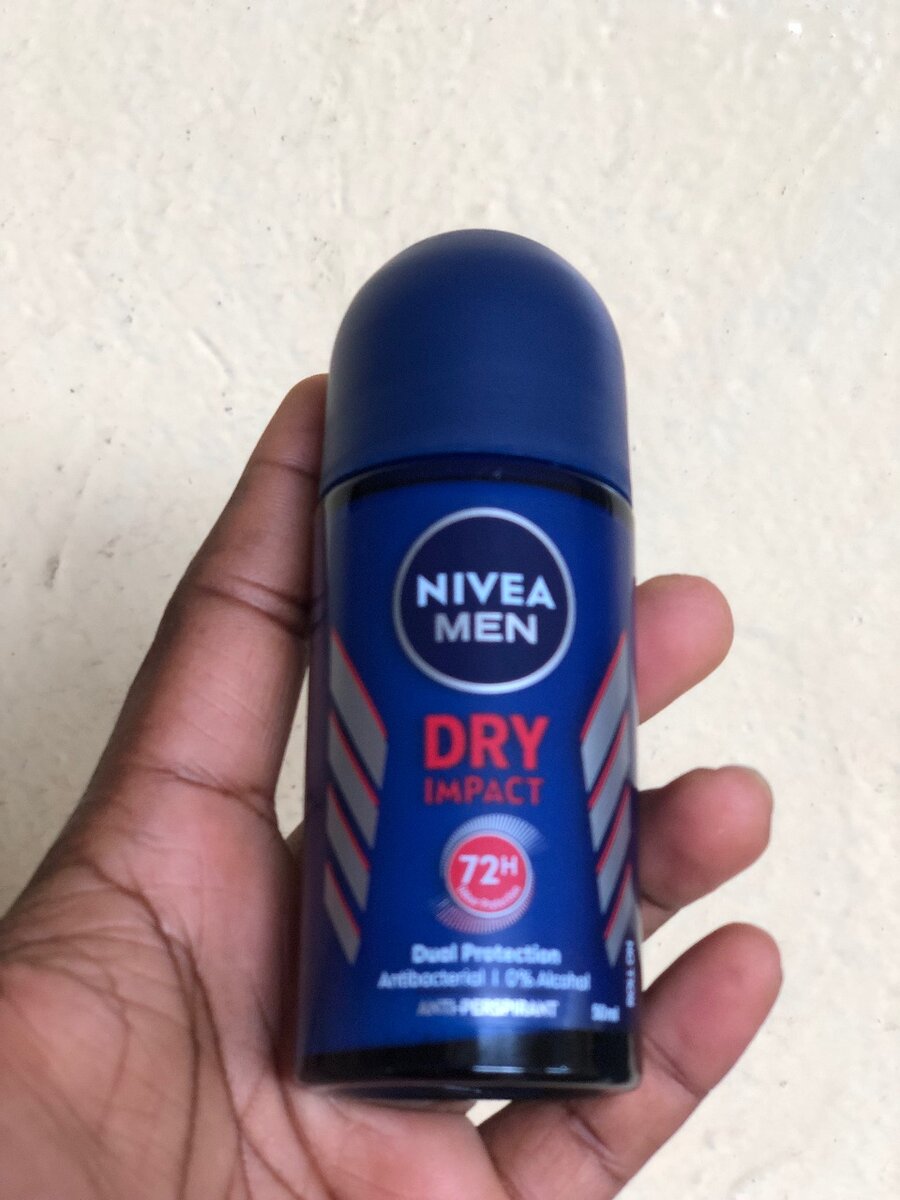 NIVEA
MEN
DRY
IMPACT
72H
Dual Protection
Antibacterial | 0% Alcohol
ANTI-PERSPIRANT 50ml